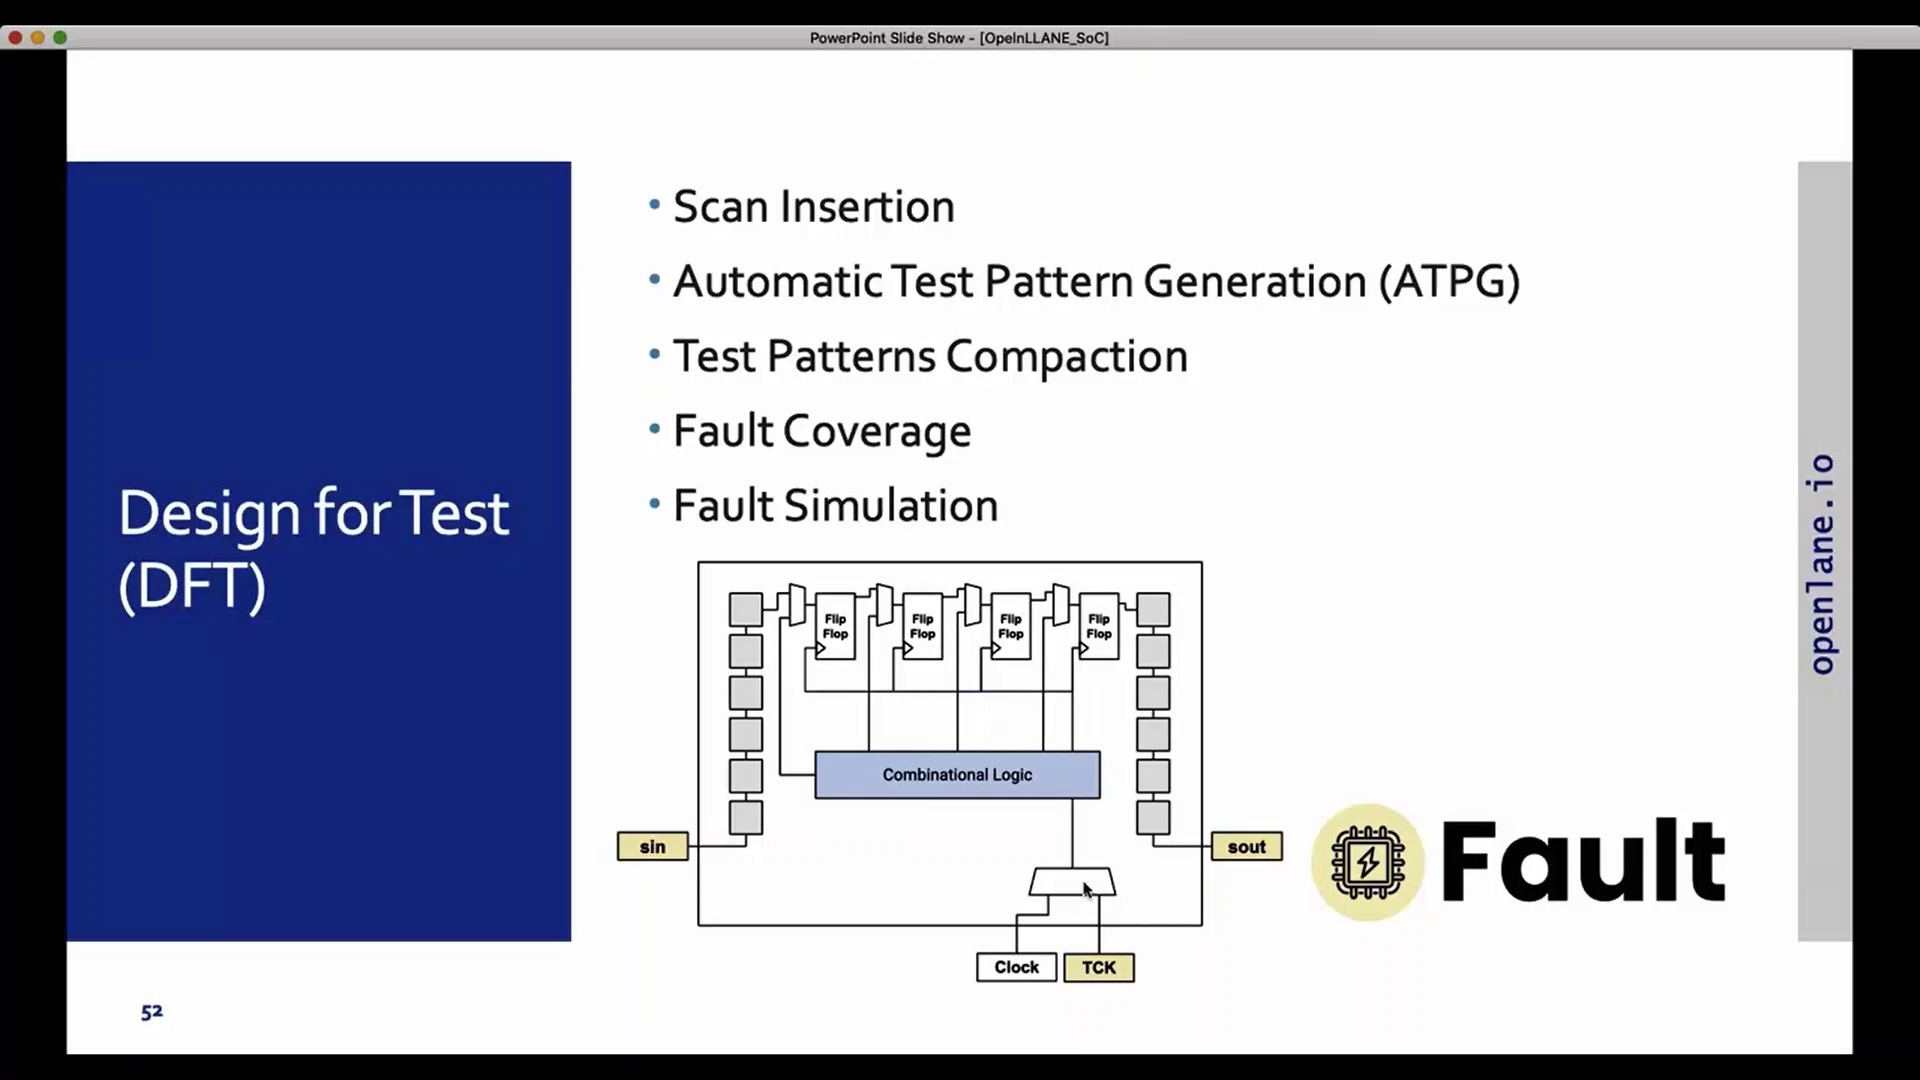 PowerPoint Slide Show - [OpeInLLANE_SoC]
Design for Test
(DFT)
• Scan Insertion
• Automatic Test Pattern Generation (ATPG)
• Test Patterns Compaction
• Fault Coverage
• Fault Simulation
Flip
Flop
Flip
Flop
Flip
Flop
Flip
Flop
Combinational Logic
sin
sout
Clock
TCK
Fault
openlane.io
52